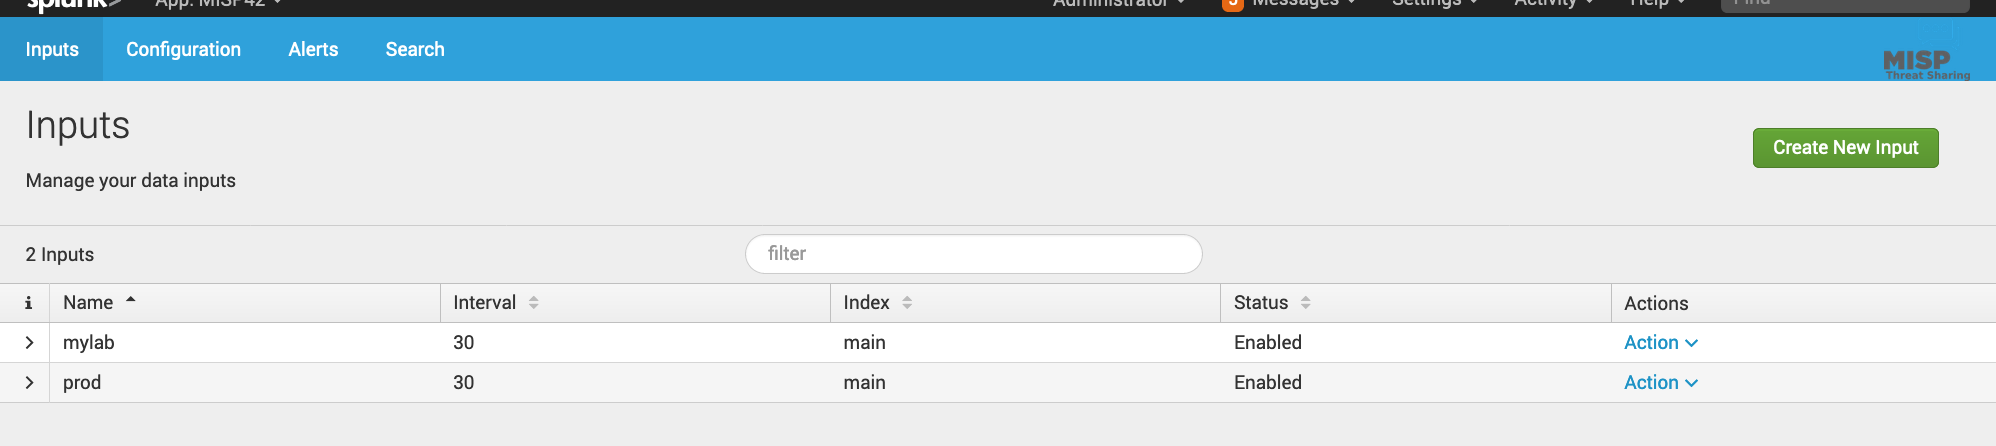 splunk> App: MISP42 Administrator Messages Settings Activity Help Find
Inputs Configuration Alerts Search
MISP
Threat Sharing
Inputs
Create New Input
Manage your data inputs
2 Inputs filter
i Name Interval Index Status Actions
mylab 30 main Enabled Action
prod 30 main Enabled Action